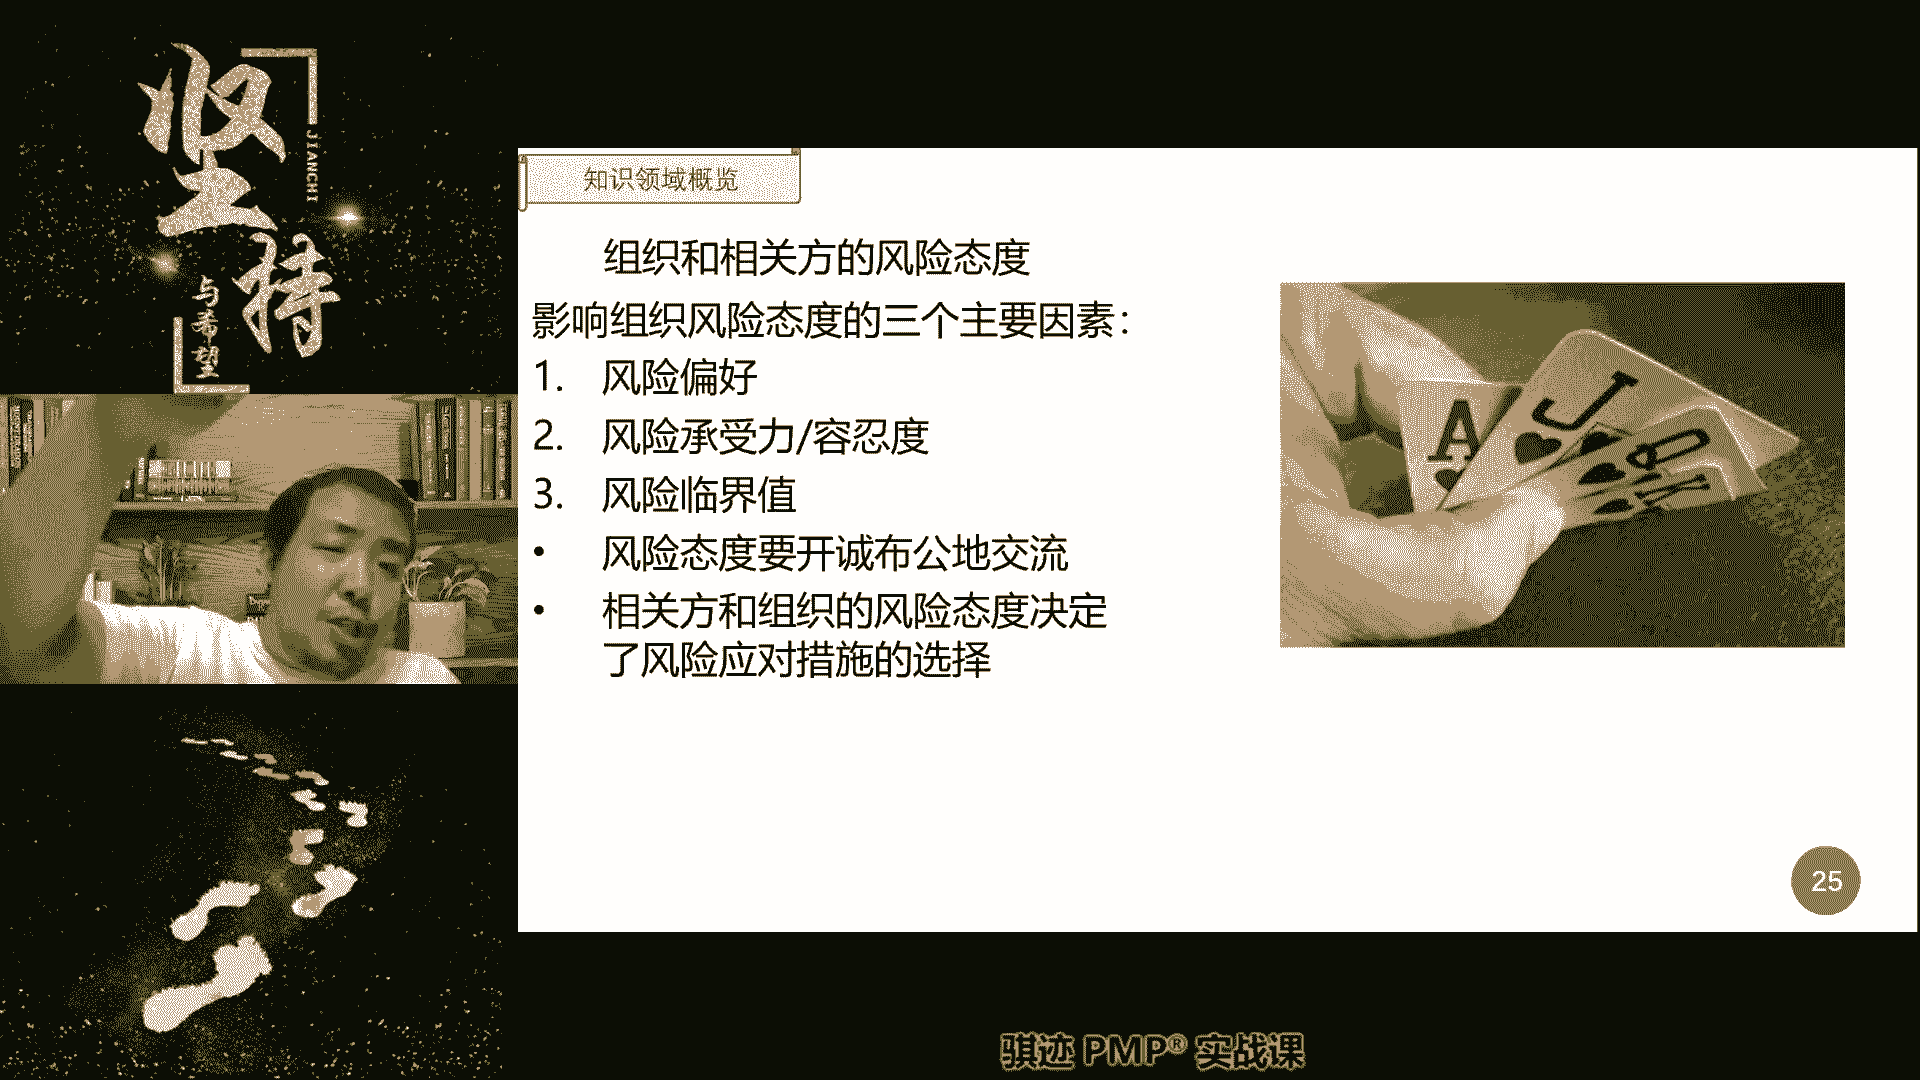 坚持
JIANCHI
与希望
知识领域概览
组织和相关方的风险态度
影响组织风险态度的三个主要因素：
1. 风险偏好
2. 风险承受力/容忍度
3. 风险临界值
• 风险态度要开诚布公地交流
• 相关方和组织的风险态度决定
了风险应对措施的选择
A
J
Q
K
25
骐迹 PMP® 实战课